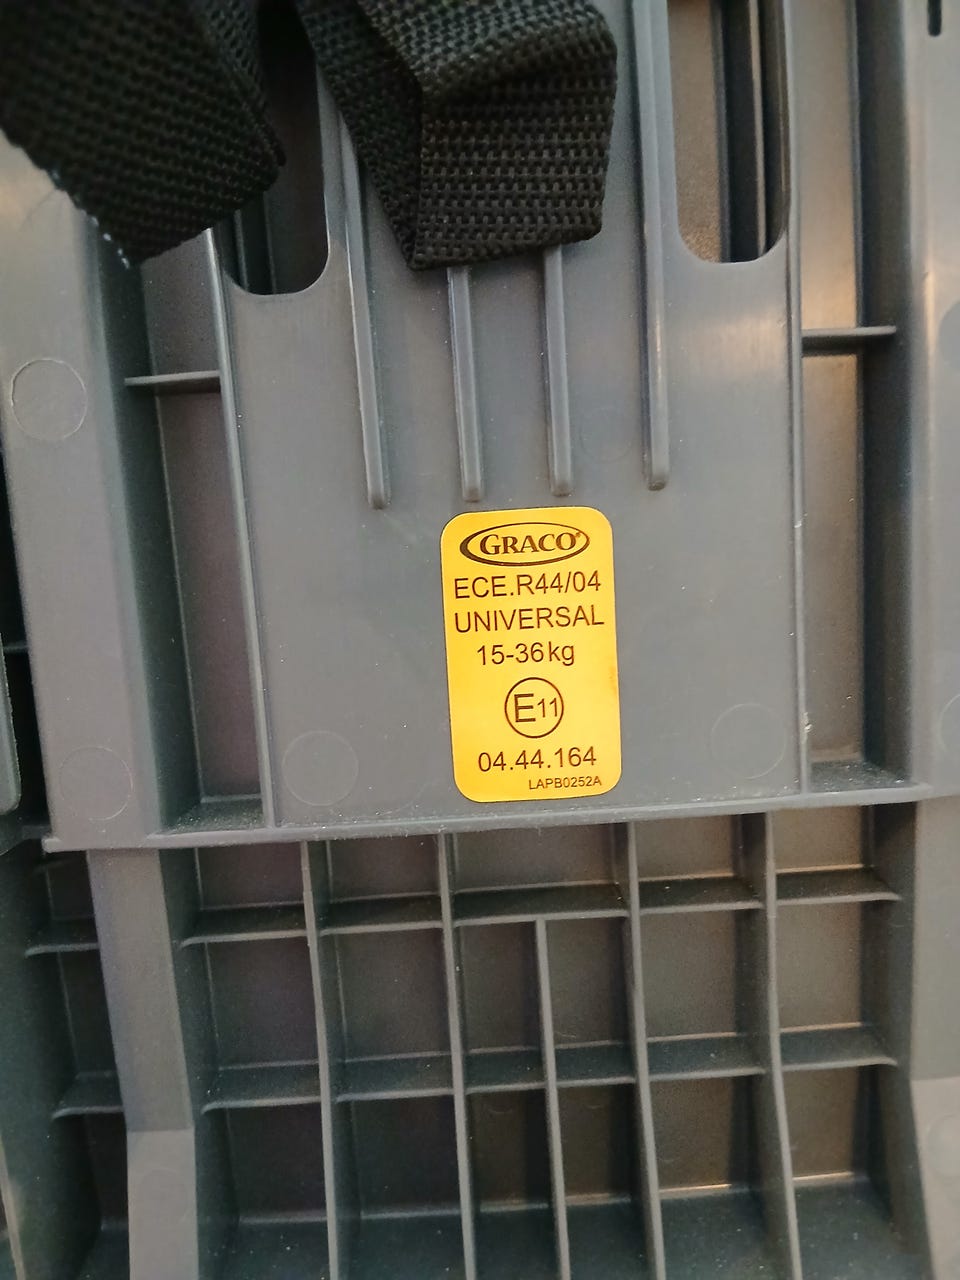 GRACO
ECE.R44/04
UNIVERSAL
15-36kg
E11
04.44.164
LAPB0252A